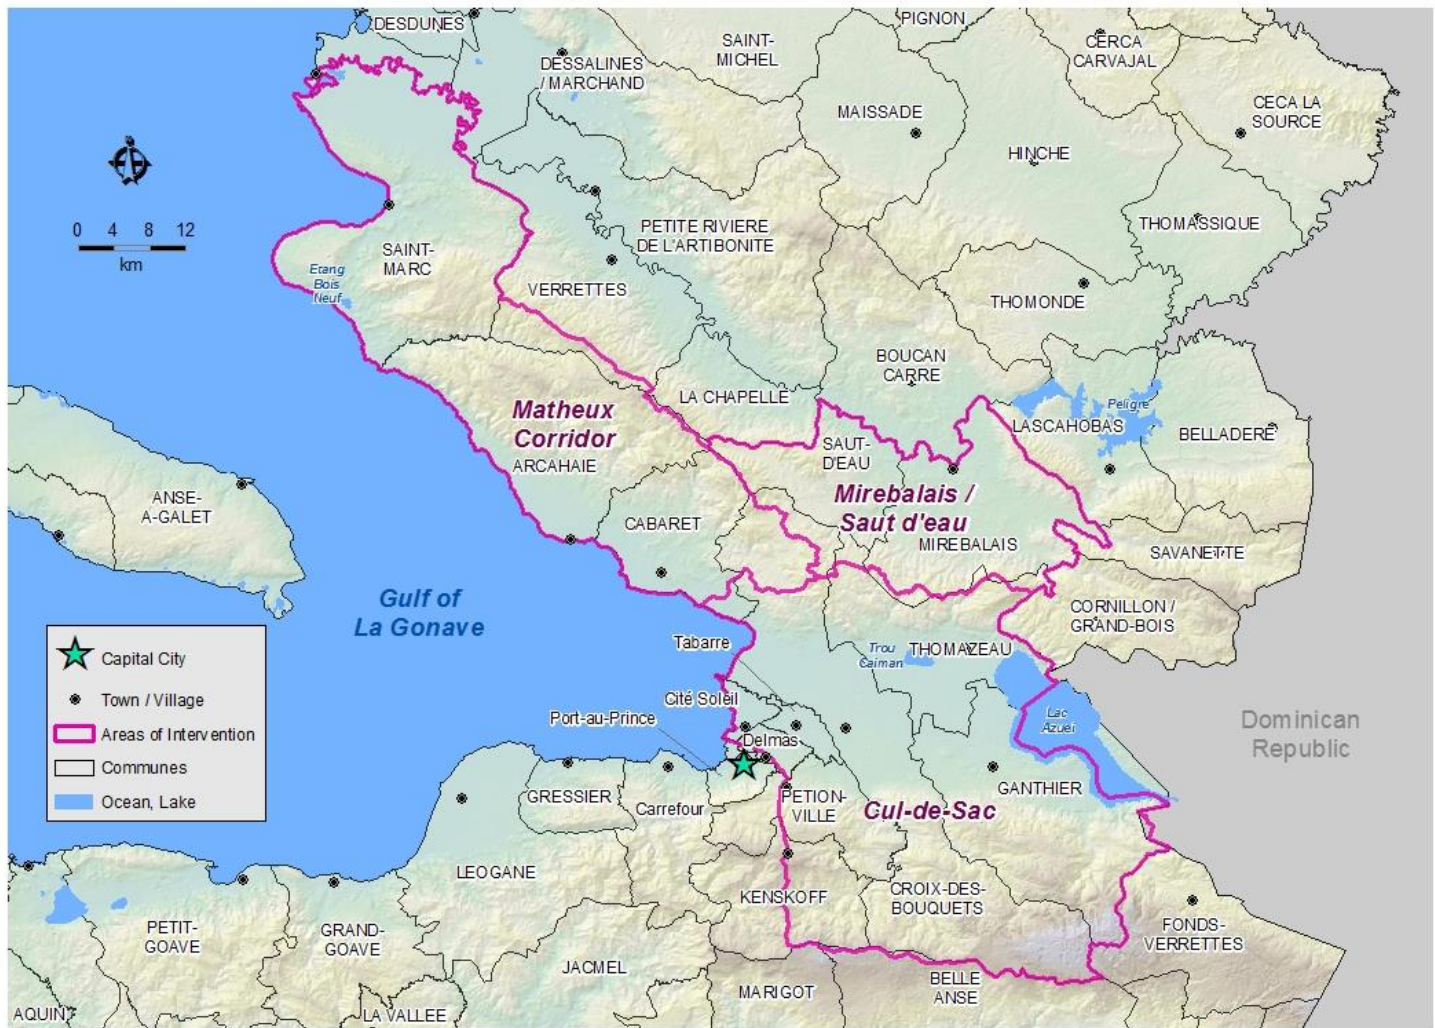 DESDUNES
PIGNON
SAINT-
MICHEL
CERCA
CARVAJAL
DESSALINES
/ MARCHAND
MAISSADE
CECA LA
SOURCE
HINCHE
THOMASSIQUE
0 4 8 12
km
PETITE RIVIERE
DE L'ARTIBONITE
SAINT-
MARC
Etang
Bois
Neuf
VERRETTES
THOMONDE
BOUCAN
CARRE
LA CHAPELLE
Peligre
LASCAHOBAS
BELLADERE
Matheux
Corridor
ARCAHAIE
SAUT-
D'EAU
ANSE-
A-GALET
Mirebalais /
Saut d'eau
CABARET
MIREBALAIS
SAVANETTE
Gulf of
La Gonave
CORNILLON /
GRAND-BOIS
Tabarre
Trou
Caiman
THOMAZEAU
Capital City
Town / Village
Areas of Intervention
Communes
Ocean, Lake
Cité Soleil
Port-au-Prince
Lac
Azuei
Dominican
Republic
Delmas
GRESSIER
Carrefour
PETION-
VILLE
Cul-de-Sac
GANTHIER
LEOGANE
KENSKOFF
CROIX-DES-
BOUQUETS
PETIT-
GOAVE
GRAND-
GOAVE
FONDS-
VERRETTES
JACMEL
MARIGOT
BELLE
ANSE
AQUIN
LA VALLEE